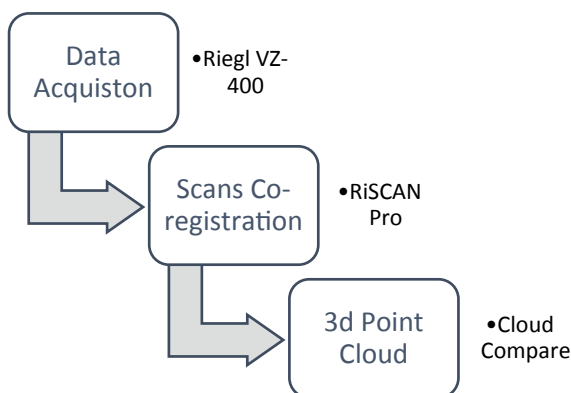 Data
Acquiston
•Riegl VZ-
400
Scans Co-
registration
•RiSCAN
Pro
3d Point
Cloud
•Cloud
Compare